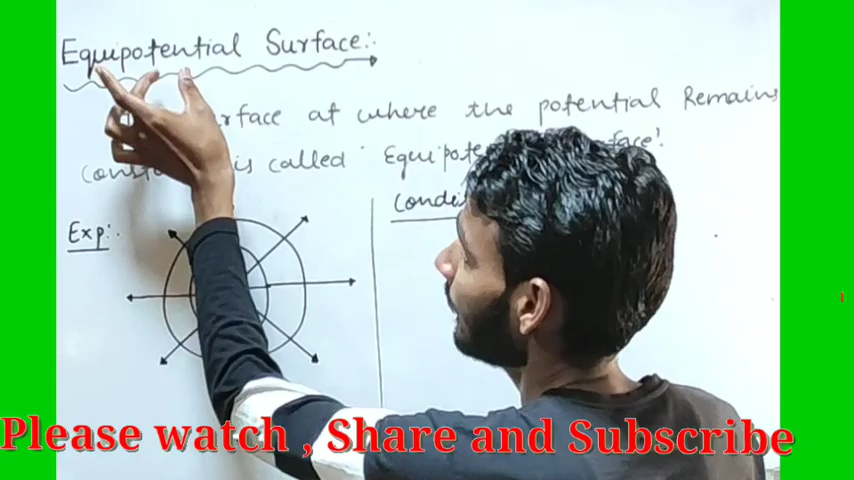 Equipotential Surface:
rface at where the potential Remains
is called "Equipote face'.
Exp:
Condi
Please watch , Share and Subscribe